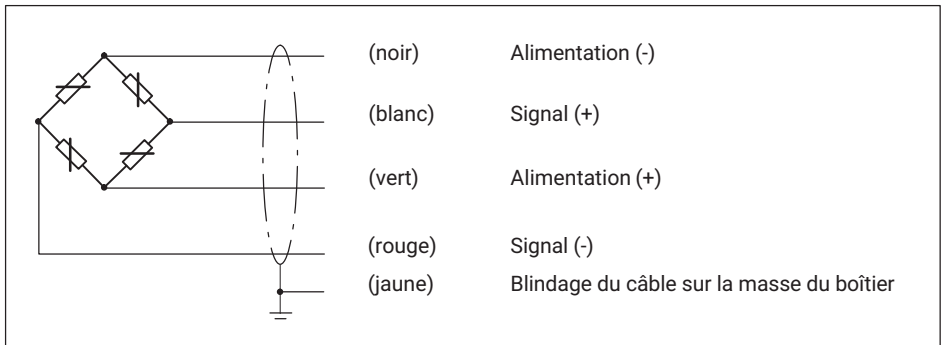 (noir) Alimentation (-)
(blanc) Signal (+)
(vert) Alimentation (+)
(rouge) Signal (-)
(jaune) Blindage du câble sur la masse du boîtier